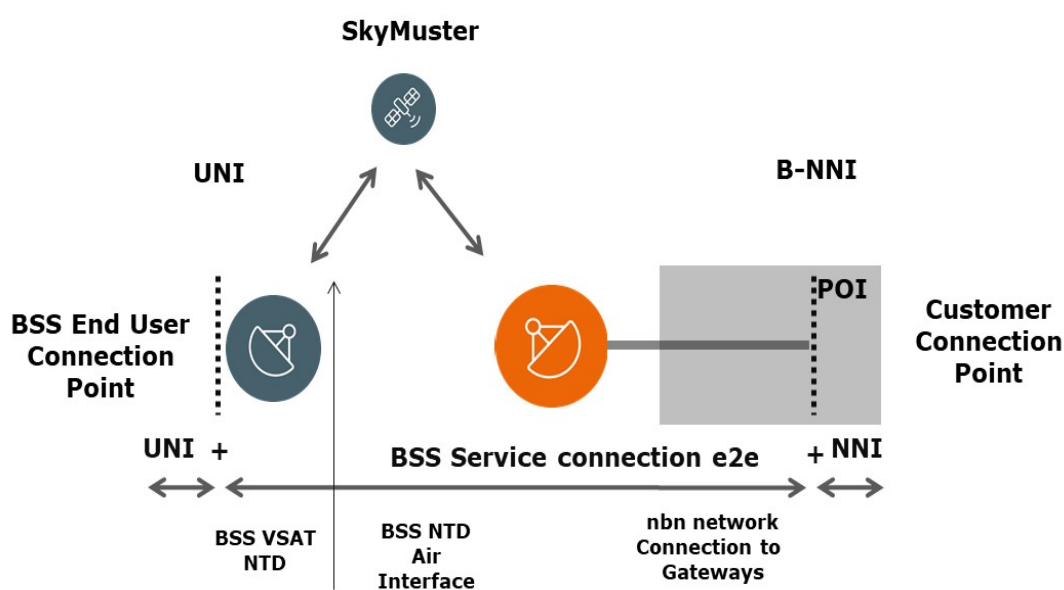 SkyMuster
UNI
B-NNI
BSS End User
Connection
Point
POI
Customer
Connection
Point
UNI +
BSS Service connection e2e
+ NNI
BSS VSAT
NTD
BSS NTD
Air
Interface
nbn network
Connection to
Gateways